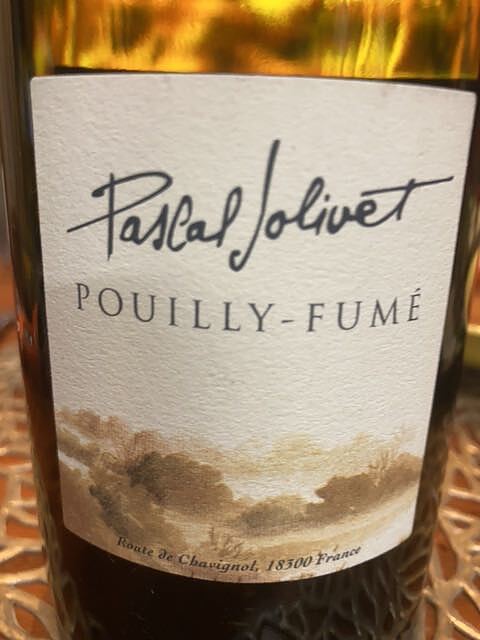 Pascal Jolivet
POUILLY-FUMÉ
Route de Chavignol, 18300 France